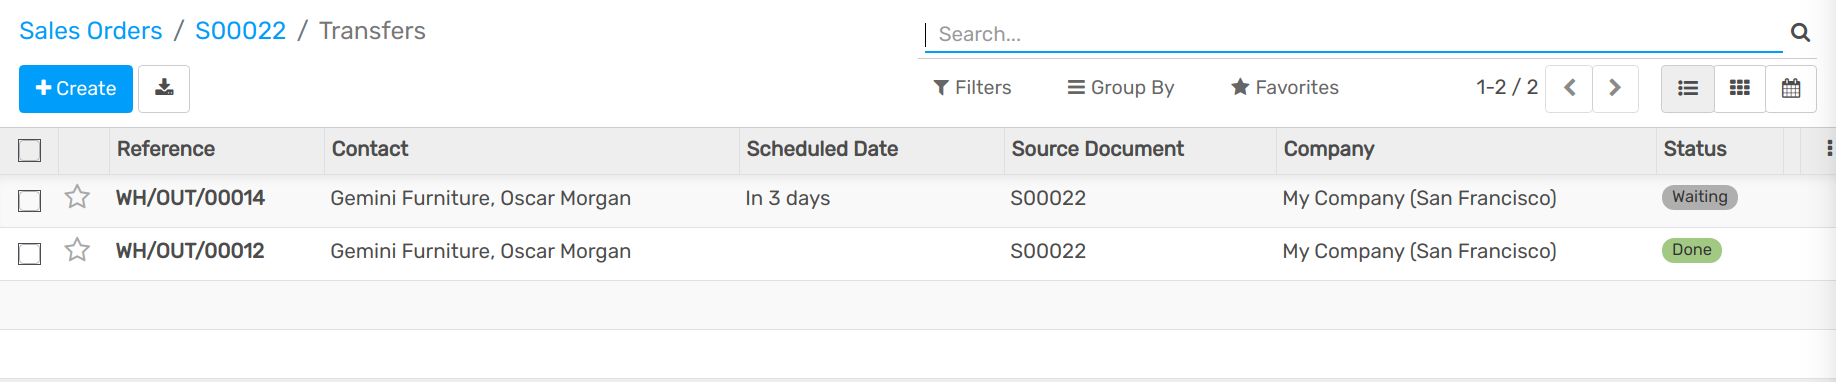 Sales Orders / S00022 / Transfers
Search...
Create
Filters Group By Favorites 1-2 / 2
Reference Contact Scheduled Date Source Document Company Status
WH/OUT/00014 Gemini Furniture, Oscar Morgan In 3 days S00022 My Company (San Francisco) Waiting
WH/OUT/00012 Gemini Furniture, Oscar Morgan S00022 My Company (San Francisco) Done